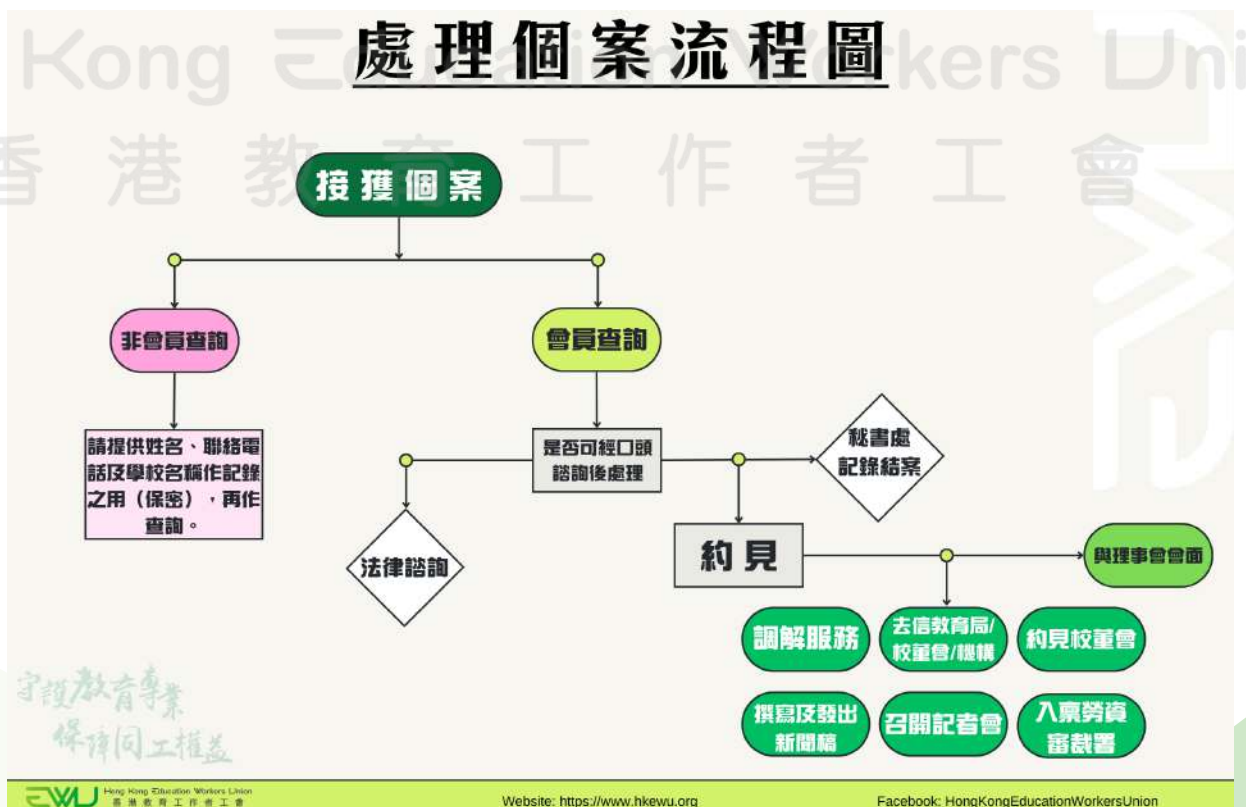 處理個案流程圖
Kong Education Workers Uni
香港教育工作者工會
接獲個案
非會員查詢
會員查詢
請提供姓名、聯絡電
話及學校名稱作記錄
之用（保密），再作
查詢。
是否可經口頭
諮詢後處理
秘書處
記錄結案
法律諮詢
約見
與理事會會面
調解服務
去信教育局/
校董會/機構
約見校董會
撰寫及發出
新聞稿
召開記者會
入稟勞資
審裁署
守護教育專業
保障同工權益
EWU
Hong Kong Education Workers Union
香港教育工作者工會
Website: https://www.hkewu.org
Facebook: HongKongEducationWorkersUnion
EWU